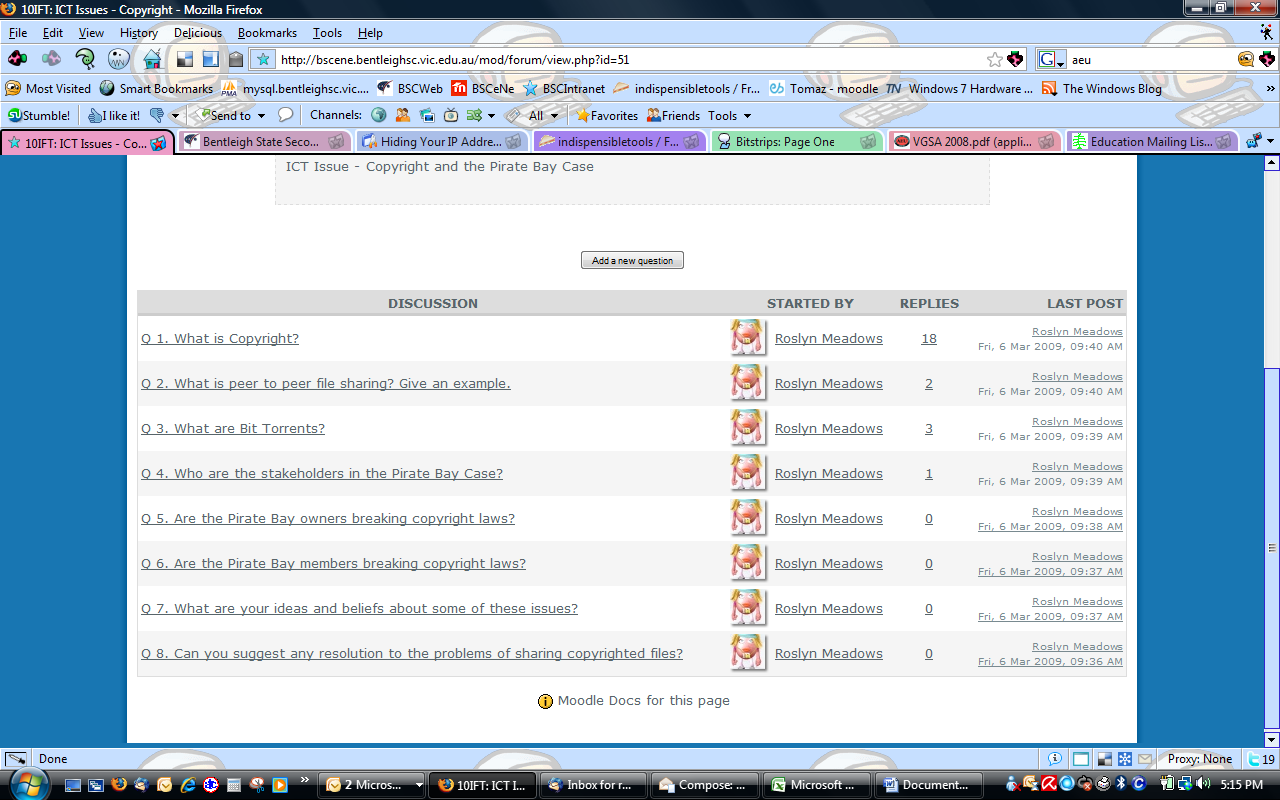 10IFT: ICT Issues - Copyright - Mozilla Firefox
File Edit View History Delicious Bookmarks Tools Help
http://bscene.bentleighsc.vic.edu.au/mod/forum/view.php?id=51 G aeu
Most Visited Smart Bookmarks PMA mysql.bentleighsc.vic.... BSCWeb BSCeNe BSCIntranet indispensibletools / Fr... Tomaz - moodle TN Windows 7 Hardware ... The Windows Blog »
Stumble! I like it! Send to Channels: All Favorites Friends Tools
10IFT: ICT Issues - Co... Bentleigh State Seco... Hiding Your IP Addre... indispensibletools / F... Bitstrips: Page One VGSA 2008.pdf (appli... Education Mailing Lis...
ICT Issue - Copyright and the Pirate Bay Case
Add a new question
DISCUSSION STARTED BY REPLIES LAST POST
Q 1. What is Copyright? Roslyn Meadows 18 Roslyn Meadows
Fri, 6 Mar 2009, 09:40 AM
Q 2. What is peer to peer file sharing? Give an example. Roslyn Meadows 2 Roslyn Meadows
Fri, 6 Mar 2009, 09:40 AM
Q 3. What are Bit Torrents? Roslyn Meadows 3 Roslyn Meadows
Fri, 6 Mar 2009, 09:39 AM
Q 4. Who are the stakeholders in the Pirate Bay Case? Roslyn Meadows 1 Roslyn Meadows
Fri, 6 Mar 2009, 09:39 AM
Q 5. Are the Pirate Bay owners breaking copyright laws? Roslyn Meadows 0 Roslyn Meadows
Fri, 6 Mar 2009, 09:38 AM
Q 6. Are the Pirate Bay members breaking copyright laws? Roslyn Meadows 0 Roslyn Meadows
Fri, 6 Mar 2009, 09:37 AM
Q 7. What are your ideas and beliefs about some of these issues? Roslyn Meadows 0 Roslyn Meadows
Fri, 6 Mar 2009, 09:37 AM
Q 8. Can you suggest any resolution to the problems of sharing copyrighted files? Roslyn Meadows 0 Roslyn Meadows
Fri, 6 Mar 2009, 09:36 AM
Moodle Docs for this page
Done Proxy: None 19
» 2 Micros... 10IFT: ICT I... Inbox for r... Compose: ... Microsoft ... Document... 5:15 PM